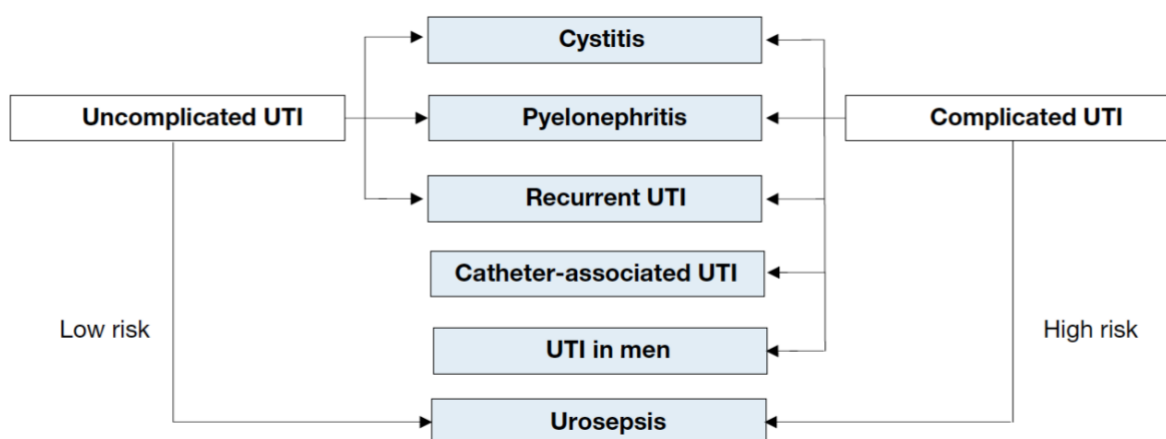 Cystitis
Uncomplicated UTI
Pyelonephritis
Complicated UTI
Recurrent UTI
Catheter-associated UTI
Low risk
High risk
UTI in men
Urosepsis